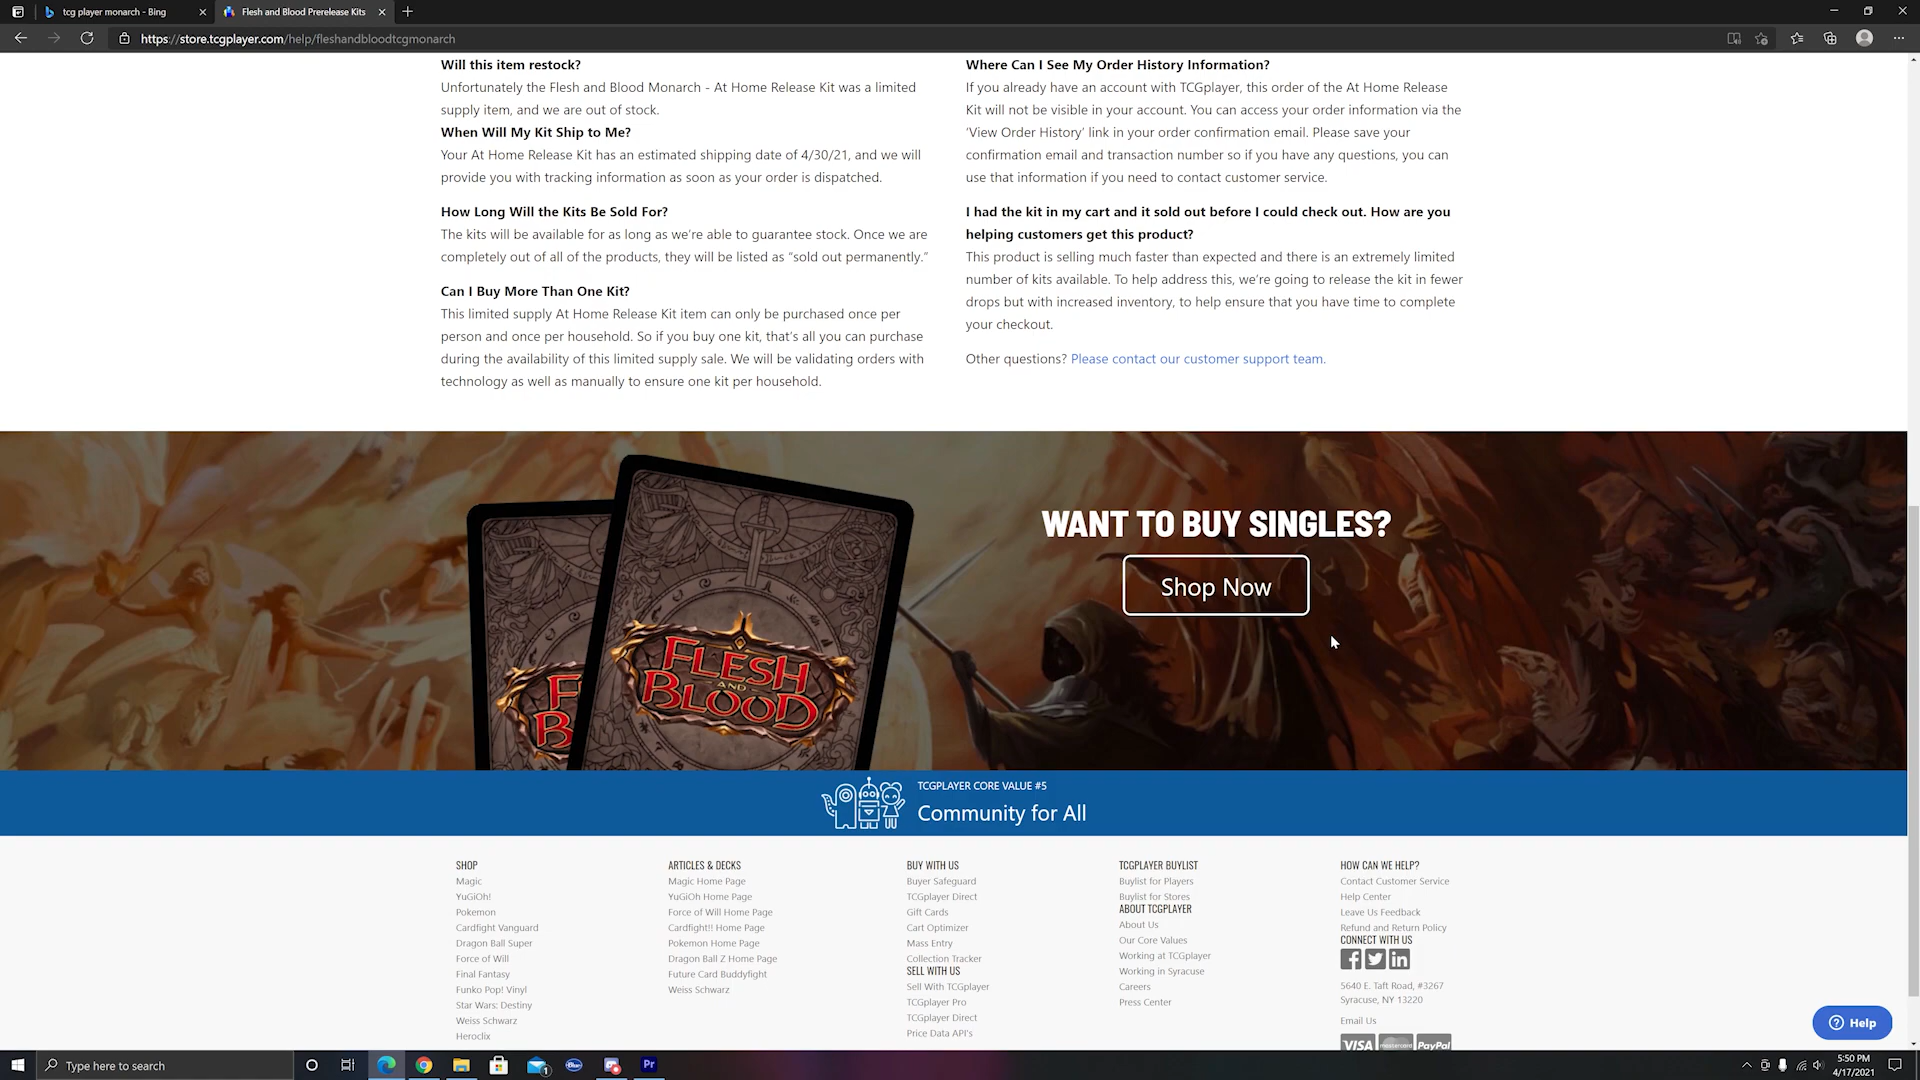 tcg player monarch - Bing
Flesh and Blood Prerelease Kits
https://store.tcgplayer.com/help/fleshandbloodtcgmonarch
Will this item restock?
Unfortunately the Flesh and Blood Monarch - At Home Release Kit was a limited
supply item, and we are out of stock.
When Will My Kit Ship to Me?
Your At Home Release Kit has an estimated shipping date of 4/30/21, and we will
provide you with tracking information as soon as your order is dispatched.
How Long Will the Kits Be Sold For?
The kits will be available for as long as we're able to guarantee stock. Once we are
completely out of all of the products, they will be listed as “sold out permanently.”
Can I Buy More Than One Kit?
This limited supply At Home Release Kit item can only be purchased once per
person and once per household. So if you buy one kit, that's all you can purchase
during the availability of this limited supply sale. We will be validating orders with
technology as well as manually to ensure one kit per household.
Where Can I See My Order History Information?
If you already have an account with TCGplayer, this order of the At Home Release
Kit will not be visible in your account. You can access your order information via the
'View Order History' link in your order confirmation email. Please save your
confirmation email and transaction number so if you have any questions, you can
use that information if you need to contact customer service.
I had the kit in my cart and it sold out before I could check out. How are you
helping customers get this product?
This product is selling much faster than expected and there is an extremely limited
number of kits available. To help address this, we're going to release the kit in fewer
drops but with increased inventory, to help ensure that you have time to complete
your checkout.
Other questions? Please contact our customer support team.
WANT TO BUY SINGLES?
Shop Now
FLESH
AND
BLOOD
F
B
TCGPLAYER CORE VALUE #5
Community for All
SHOP
Magic
YuGiOh!
Pokemon
Cardfight Vanguard
Dragon Ball Super
Force of Will
Final Fantasy
Funko Pop! Vinyl
Star Wars: Destiny
Weiss Schwarz
Heroclix
ARTICLES & DECKS
Magic Home Page
YuGiOh Home Page
Force of Will Home Page
Cardfight!! Home Page
Pokemon Home Page
Dragon Ball Z Home Page
Future Card Buddyfight
Weiss Schwarz
BUY WITH US
Buyer Safeguard
TCGplayer Direct
Gift Cards
Cart Optimizer
Mass Entry
Collection Tracker
SELL WITH US
Sell With TCGplayer
TCGplayer Pro
TCGplayer Direct
Price Data API's
TCGPLAYER BUYLIST
Buylist for Players
Buylist for Stores
ABOUT TCGPLAYER
About Us
Our Core Values
Working at TCGplayer
Working in Syracuse
Careers
Press Center
HOW CAN WE HELP?
Contact Customer Service
Help Center
Leave Us Feedback
Refund and Return Policy
CONNECT WITH US
5640 E. Taft Road, #3267
Syracuse, NY 13220
Email Us
VISA mastercard PayPal
Help
Type here to search
1
Blue
Pr
5:50 PM
4/17/2021